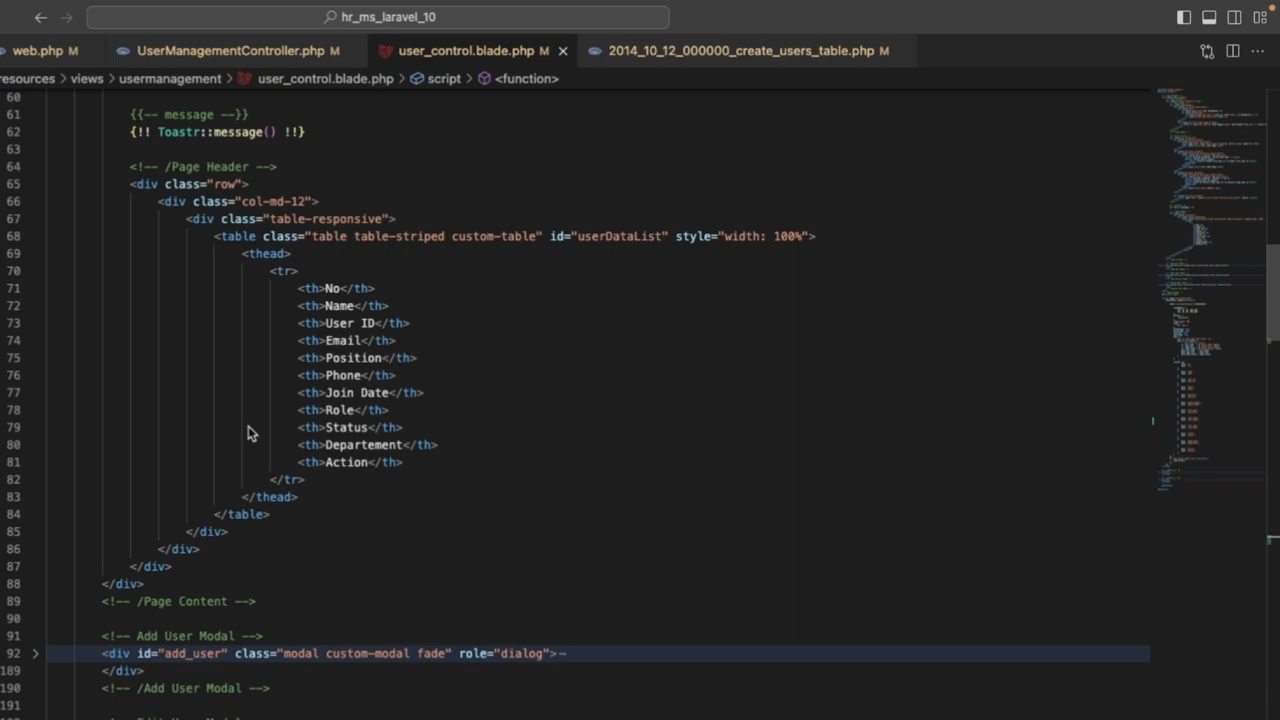 hr_ms_laravel_10
web.php M
UserManagementController.php M
user_control.blade.php M
2014_10_12_000000_create_users_table.php M
resources > views > usermanagement > user_control.blade.php > script > <function>
60
61 {{-- message --}}
62 {!! Toastr::message() !!}
63
64 <!-- /Page Header -->
65 <div class="row">
66 <div class="col-md-12">
67 <div class="table-responsive">
68 <table class="table table-striped custom-table" id="userDataList" style="width: 100%">
69 <thead>
70 <tr>
71 <th>No</th>
72 <th>Name</th>
73 <th>User ID</th>
74 <th>Email</th>
75 <th>Position</th>
76 <th>Phone</th>
77 <th>Join Date</th>
78 <th>Role</th>
79 <th>Status</th>
80 <th>Departement</th>
81 <th>Action</th>
82 </tr>
83 </thead>
84 </table>
85 </div>
86 </div>
87 </div>
88 </div>
89 <!-- /Page Content -->
90
91 <!-- Add User Modal -->
92 <div id="add_user" class="modal custom-modal fade" role="dialog">
189 </div>
190 <!-- /Add User Modal -->
191